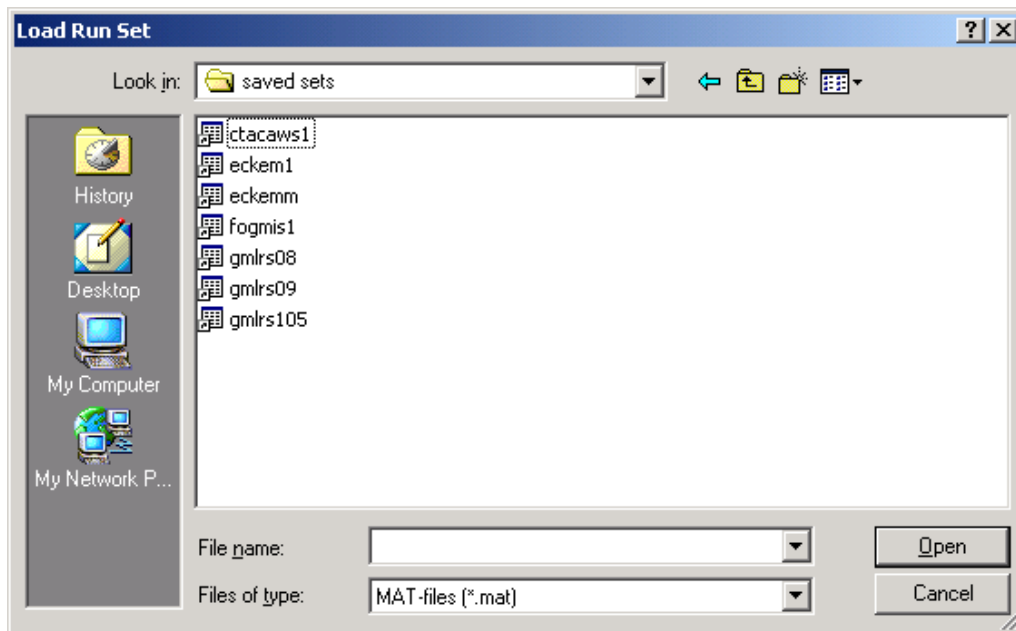 Load Run Set
Look in: saved sets
History
Desktop
My Computer
My Network P...
ctacaws1
eckem1
eckemm
fogmis1
gmlrs08
gmlrs09
gmlrs105
File name:
Open
Files of type: MAT-files (*.mat)
Cancel